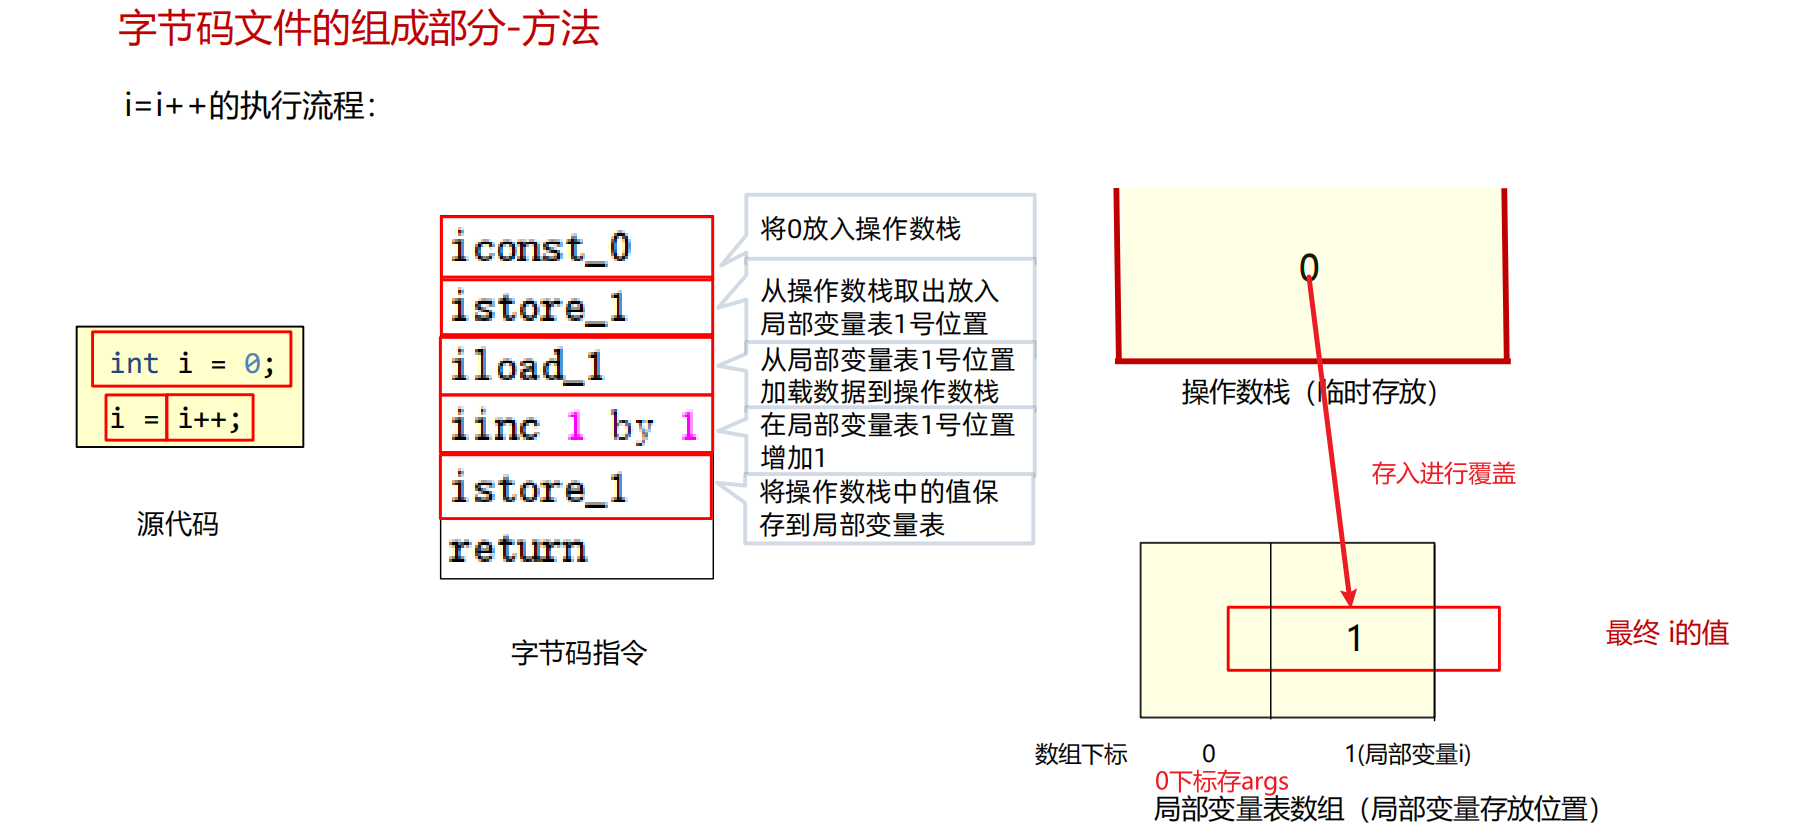 字节码文件的组成部分-方法
i=i++的执行流程：
int i = 0;
i = i++;
源代码
iconst_0
istore_1
iload_1
iinc 1 by 1
istore_1
return
字节码指令
将0放入操作数栈
从操作数栈取出放入
局部变量表1号位置
从局部变量表1号位置
加载数据到操作数栈
在局部变量表1号位置
增加1
将操作数栈中的值保
存到局部变量表
0
操作数栈（临时存放）
存入进行覆盖
1
最终 i的值
数组下标 0 1(局部变量i)
0下标存args
局部变量表数组（局部变量存放位置）